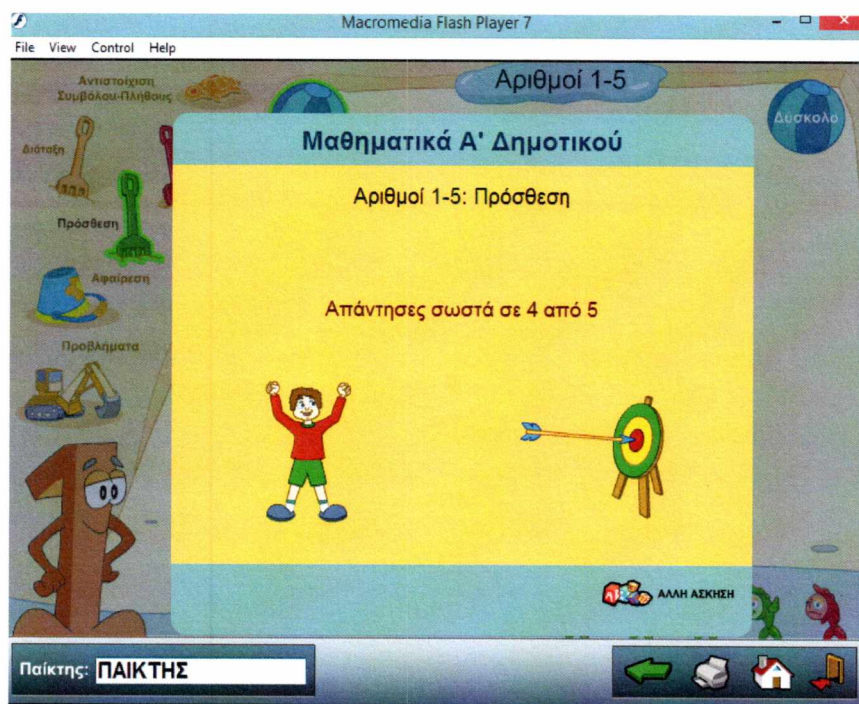 Macromedia Flash Player 7
File View Control Help
Αντιστοίχιση
Συμβόλου-Πλήθους
Αριθμοί 1-5
Δύσκολο
Διάταξη
Μαθηματικά Α' Δημοτικού
Αριθμοί 1-5: Πρόσθεση
Πρόσθεση
Αφαίρεση
Απάντησες σωστά σε 4 από 5
Προβλήματα
ΑΛΛΗ ΑΣΚΗΣΗ
Παίκτης: ΠΑΙΚΤΗΣ